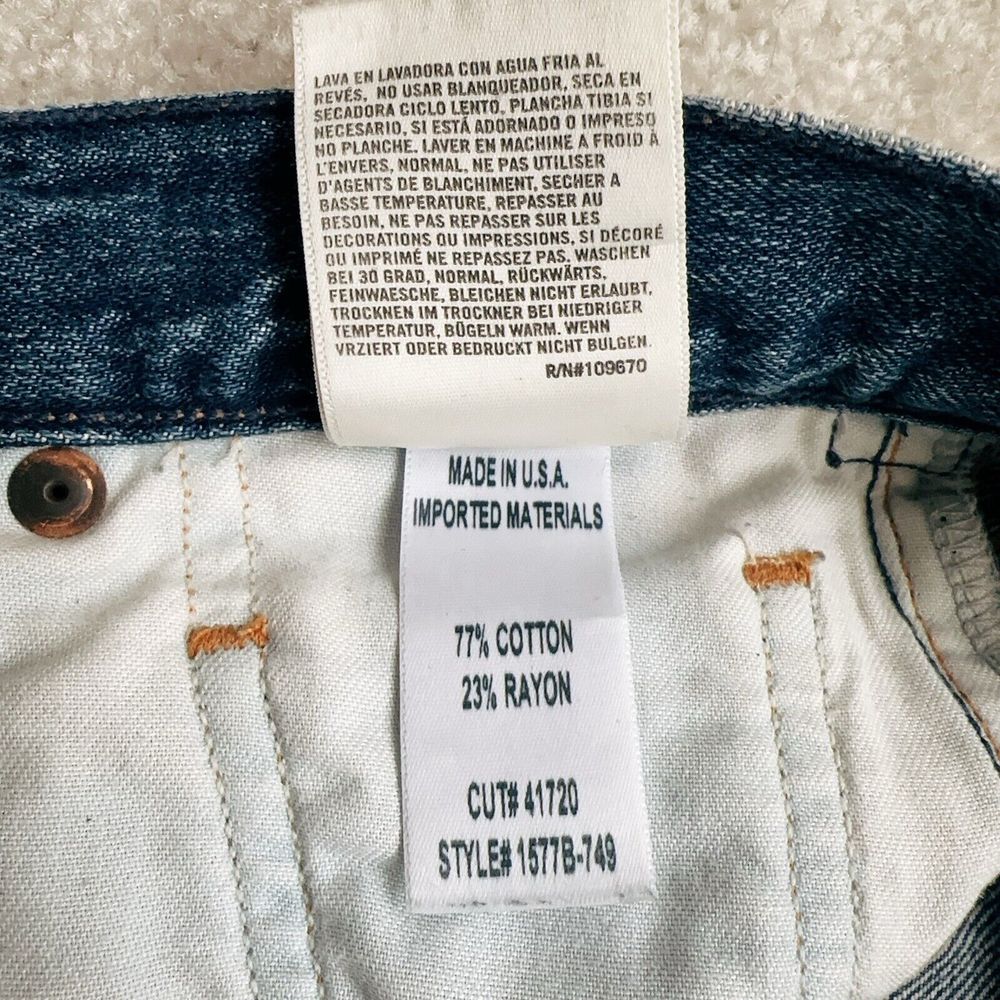 LAVA EN LAVADORA CON AGUA FRIA AL
REVÉS, NO USAR BLANQUEADOR, SECA EN
SECADORA CICLO LENTO, PLANCHA TIBIA SI
NECESARIO, SI ESTÁ ADORNADO O IMPRESO
NO PLANCHE. LAVER EN MACHINE A FROID À
L'ENVERS, NORMAL, NE PAS UTILISER
D'AGENTS DE BLANCHIMENT, SECHER A
BASSE TEMPERATURE, REPASSER AU
BESOIN, NE PAS REPASSER SUR LES
DECORATIONS OU IMPRESSIONS, SI DÉCORÉ
OU IMPRIMÉ NE REPASSEZ PAS. WASCHEN
BEI 30 GRAD, NORMAL, RÜCKWÄRTS,
FEINWAESCHE, BLEICHEN NICHT ERLAUBT,
TROCKNEN IM TROCKNER BEI NIEDRIGER
TEMPERATUR, BÜGELN WARM. WENN
VRZIERT ODER BEDRUCKT NICHT BULGEN.
R/N#109670
MADE IN U.S.A.
IMPORTED MATERIALS
77% COTTON
23% RAYON
CUT# 41720
STYLE# 1577B-749